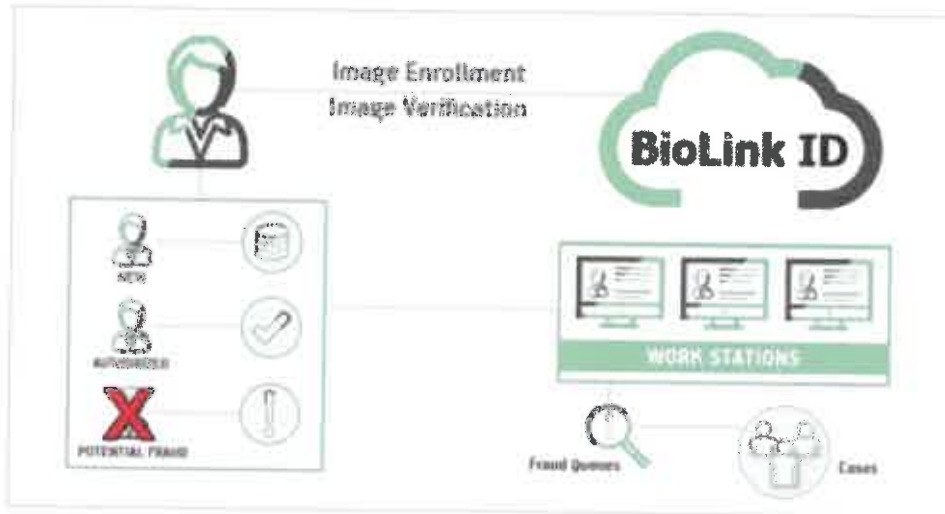 Image Enrollment
Image Verification
BioLink ID
NEW
AUTHORIZED
POTENTIAL FRAUD
WORK STATIONS
Fraud Queues
Cases